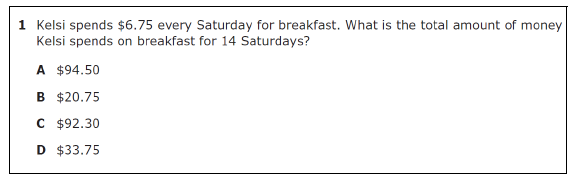 1 Kelsi spends $6.75 every Saturday for breakfast. What is the total amount of money
Kelsi spends on breakfast for 14 Saturdays?
A $94.50
B $20.75
C $92.30
D $33.75